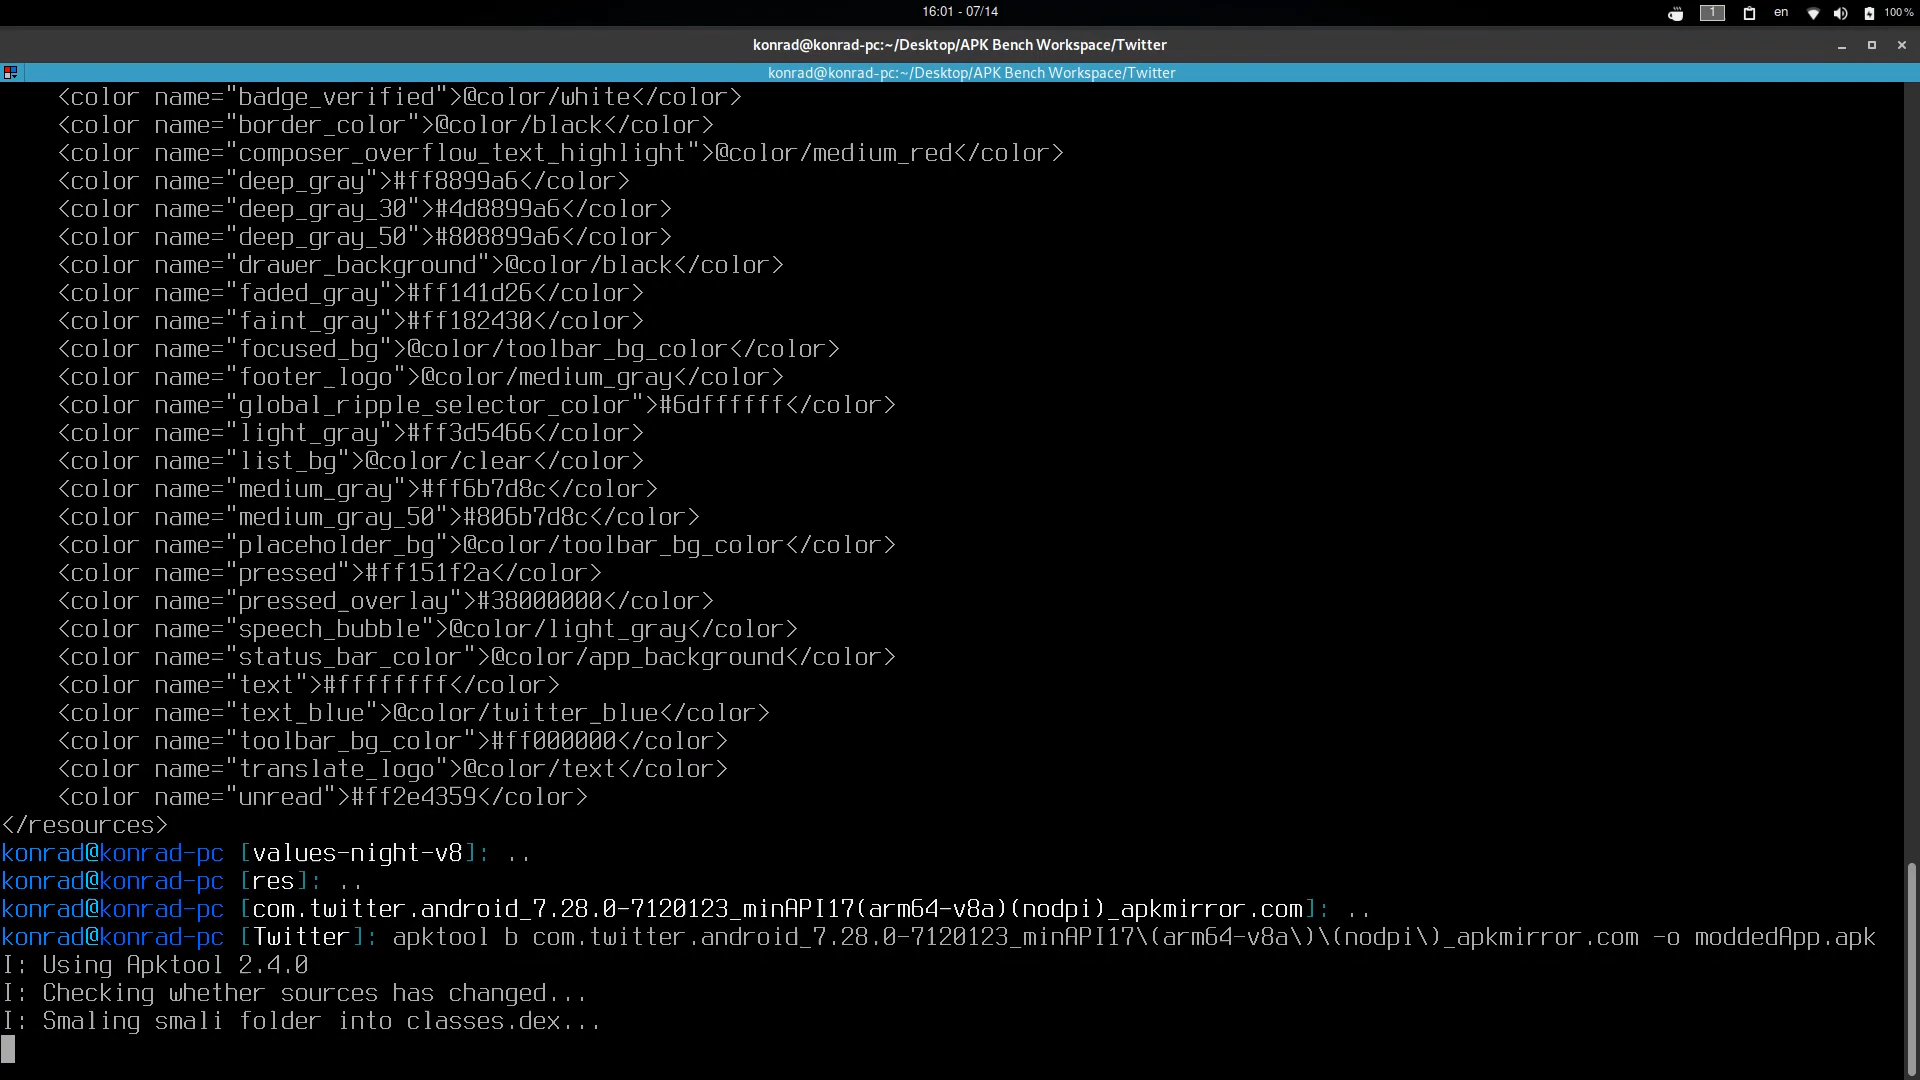 16:01 - 07/14
1
en
100 %
konrad@konrad-pc:~/Desktop/APK Bench Workspace/Twitter
konrad@konrad-pc:~/Desktop/APK Bench Workspace/Twitter
    <color name="badge_verified">@color/white</color>
    <color name="border_color">@color/black</color>
    <color name="composer_overflow_text_highlight">@color/medium_red</color>
    <color name="deep_gray">#ff8899a6</color>
    <color name="deep_gray_30">#4d8899a6</color>
    <color name="deep_gray_50">#808899a6</color>
    <color name="drawer_background">@color/black</color>
    <color name="faded_gray">#ff141d26</color>
    <color name="faint_gray">#ff182430</color>
    <color name="focused_bg">@color/toolbar_bg_color</color>
    <color name="footer_logo">@color/medium_gray</color>
    <color name="global_ripple_selector_color">#6dffffff</color>
    <color name="light_gray">#ff3d5466</color>
    <color name="list_bg">@color/clear</color>
    <color name="medium_gray">#ff6b7d8c</color>
    <color name="medium_gray_50">#806b7d8c</color>
    <color name="placeholder_bg">@color/toolbar_bg_color</color>
    <color name="pressed">#ff151f2a</color>
    <color name="pressed_overlay">#38000000</color>
    <color name="speech_bubble">@color/light_gray</color>
    <color name="status_bar_color">@color/app_background</color>
    <color name="text">#ffffffff</color>
    <color name="text_blue">@color/twitter_blue</color>
    <color name="toolbar_bg_color">#ff000000</color>
    <color name="translate_logo">@color/text</color>
    <color name="unread">#ff2e4359</color>
</resources>
konrad@konrad-pc [values-night-v8]: ..
konrad@konrad-pc [res]: ..
konrad@konrad-pc [com.twitter.android_7.28.0-7120123_minAPI17(arm64-v8a)(nodpi)_apkmirror.com]: ..
konrad@konrad-pc [Twitter]: apktool b com.twitter.android_7.28.0-7120123_minAPI17\(arm64-v8a\)\(nodpi\)_apkmirror.com -o moddedApp.apk
I: Using Apktool 2.4.0
I: Checking whether sources has changed...
I: Smaling smali folder into classes.dex...